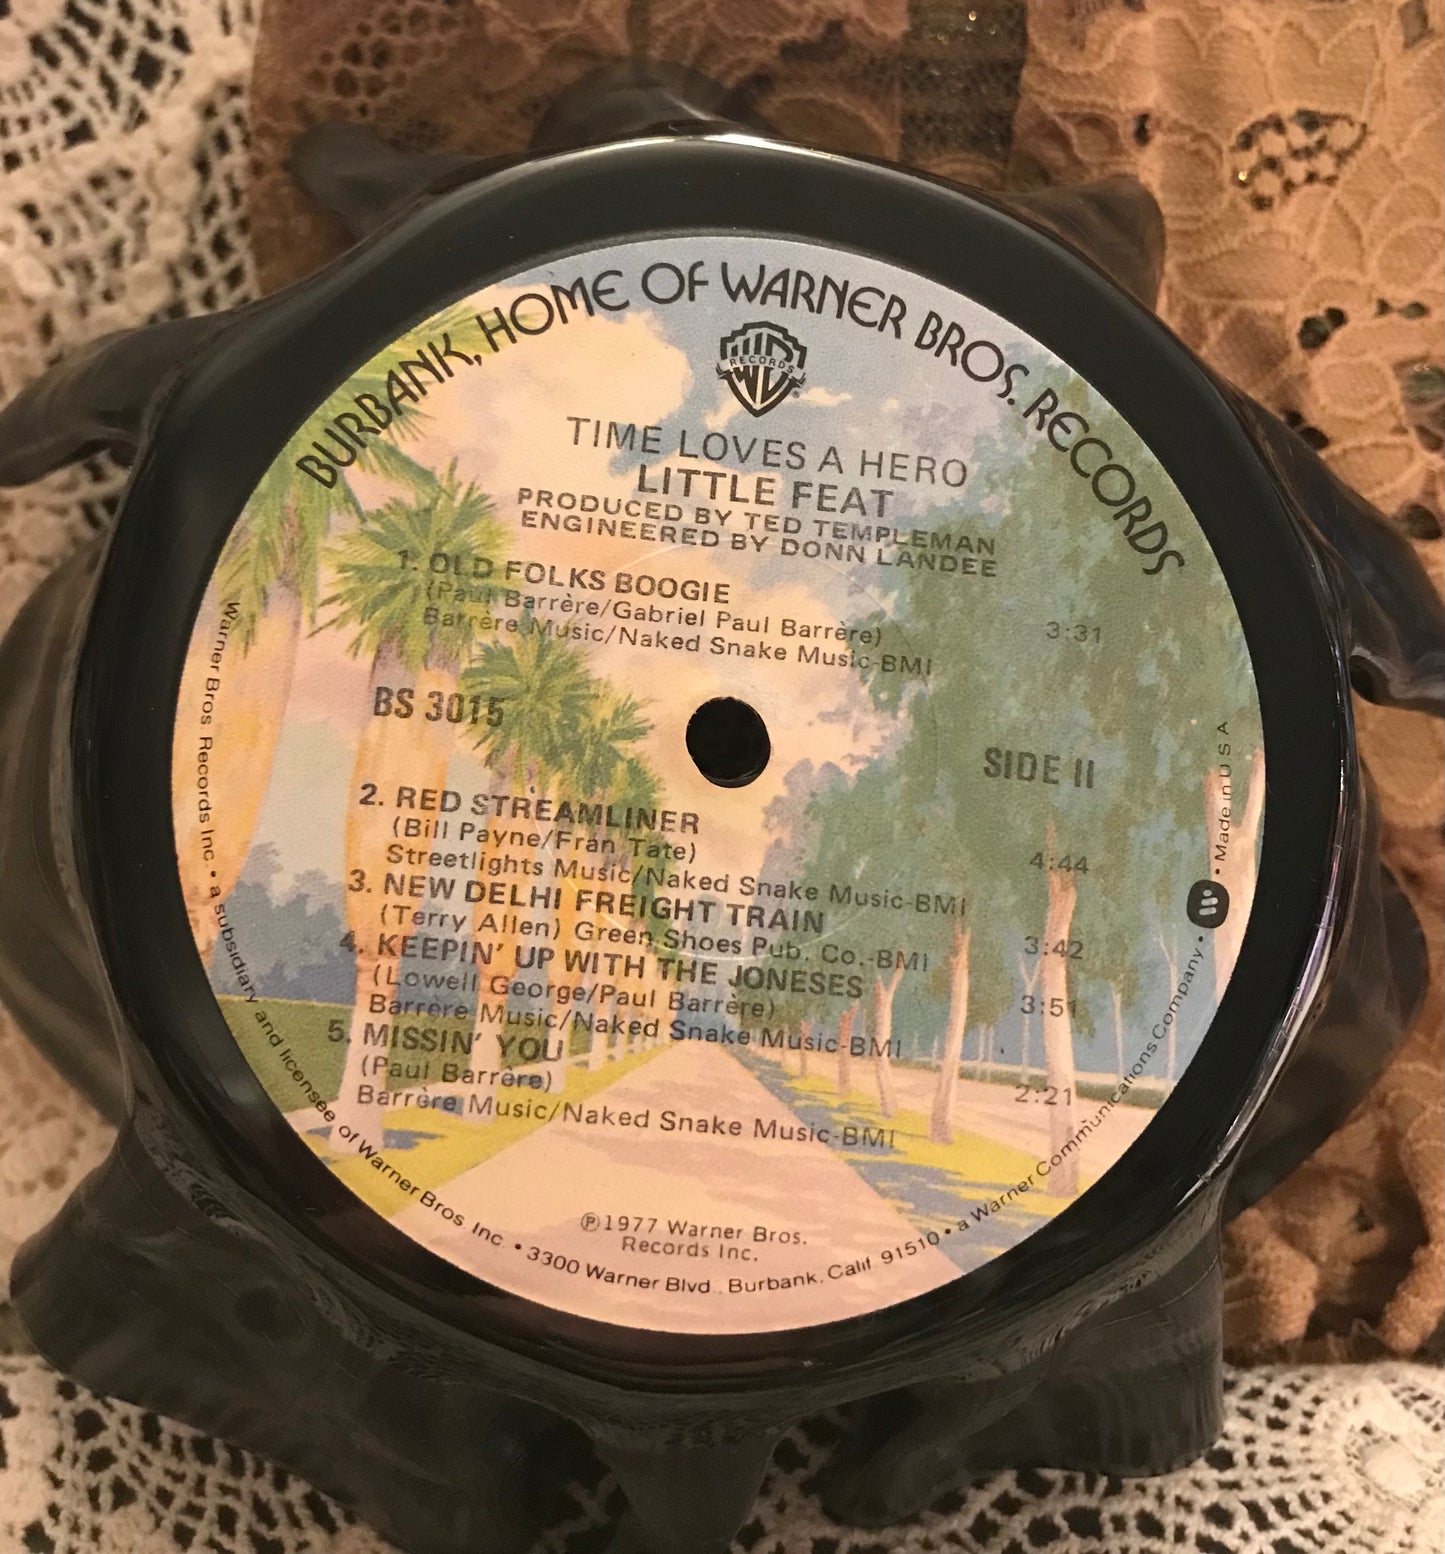 BURBANK, HOME OF WARNER BROS. RECORDS
RECORDS
TIME LOVES A HERO
LITTLE FEAT
PRODUCED BY TED TEMPLEMAN
ENGINEERED BY DONN LANDEE
1. OLD FOLKS BOOGIE
(Paul Barrère/Gabriel Paul Barrère) 3:31
Barrère Music/Naked Snake Music-BMI
BS 3015
SIDE II
2. RED STREAMLINER
(Bill Payne/Fran Tate) 4:44
Streetlights Music/Naked Snake Music-BMI
3. NEW DELHI FREIGHT TRAIN
(Terry Allen) Green Shoes Pub. Co.-BMI 3:42
4. KEEPIN' UP WITH THE JONESES
(Lowell George/Paul Barrère) 3:51
Barrère Music/Naked Snake Music-BMI
5. MISSIN' YOU
(Paul Barrère) 2:21
Barrère Music/Naked Snake Music-BMI
℗1977 Warner Bros.
Records Inc.
Warner Bros. Records Inc. • a subsidiary and licensee of Warner Bros. Inc. • 3300 Warner Blvd., Burbank, Calif. 91510 • a Warner Communications Company • • Made in U S A